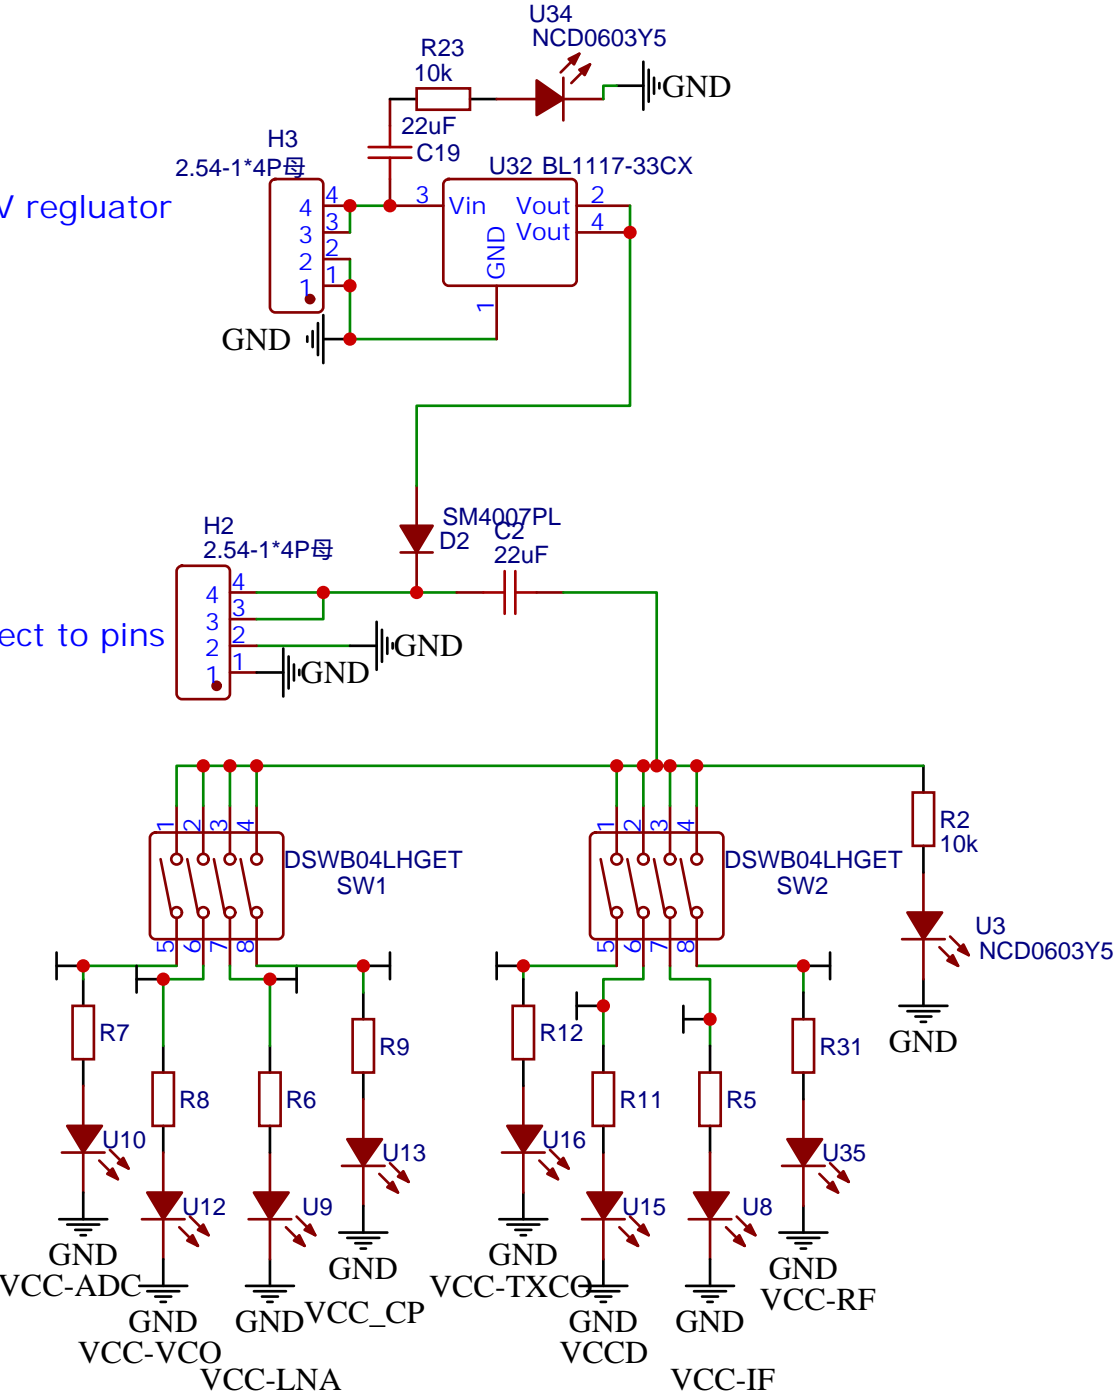 U34
NCD0603Y5
R23
10k
GND
22uF
C19
H3
2.54-1*4P母
U32 BL1117-33CX
V regluator
4
3
2
1
4
3
2
1
3
Vin
Vout
Vout
GND
2
4
1
GND
SM4007PL
D2
C2
22uF
H2
2.54-1*4P母
4
3
2
1
4
3
2
1
ect to pins
GND
GND
1
2
3
4
DSWB04LHGET
SW1
5
6
7
8
1
2
3
4
DSWB04LHGET
SW2
5
6
7
8
R2
10k
U3
NCD0603Y5
GND
R7
R8
R6
R9
R12
R11
R5
R31
U10
U12
U9
U13
U16
U15
U8
U35
GND
VCC-ADC
GND
VCC-VCO
GND
VCC-LNA
GND
VCC_CP
GND
VCC-TXCO
GND
VCCD
GND
VCC-IF
GND
VCC-RF